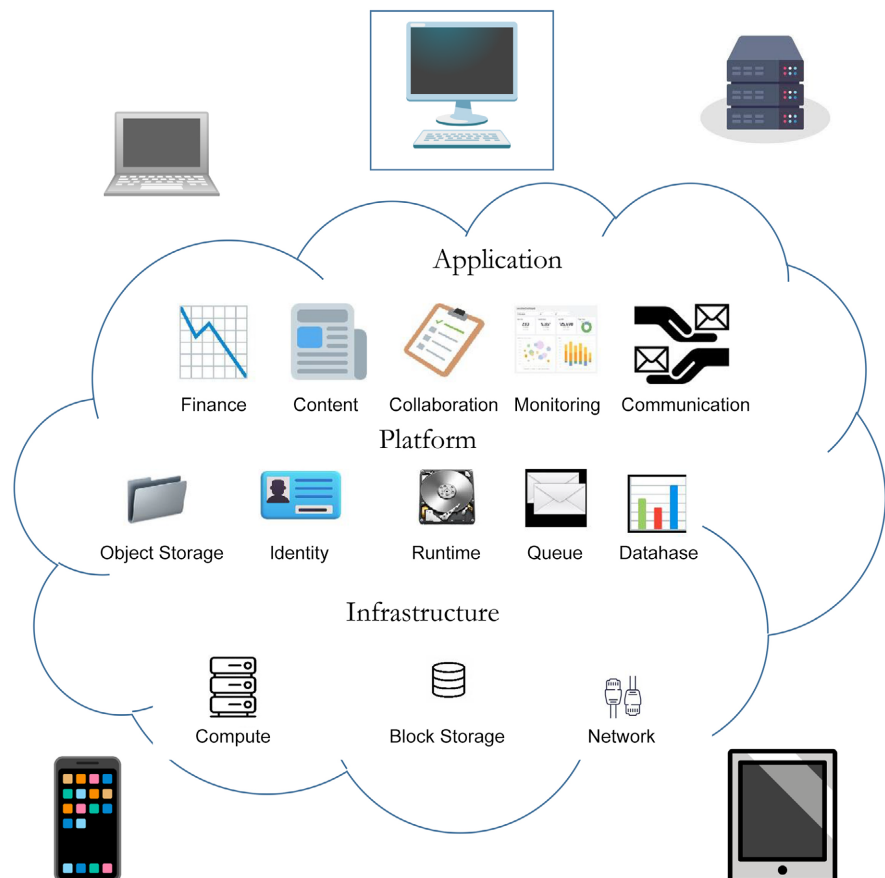 Application
Finance
Content
Collaboration
Monitoring
Communication
Platform
Object Storage
Identity
Runtime
Queue
Datahase
Infrastructure
Compute
Block Storage
Network